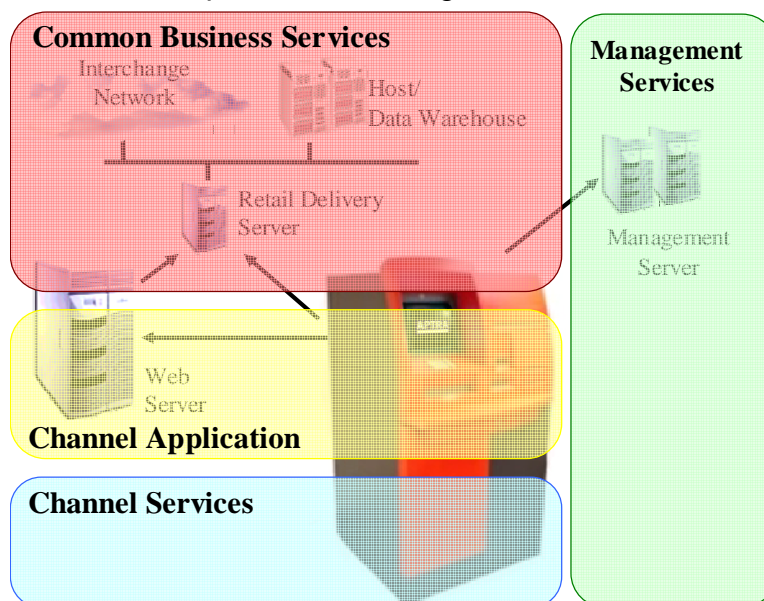 Common Business Services
Interchange
Network
Host/
Data Warehouse
Retail Delivery
Server
Management
Services
Management
Server
APTRA
Web
Server
Channel Application
Channel Services